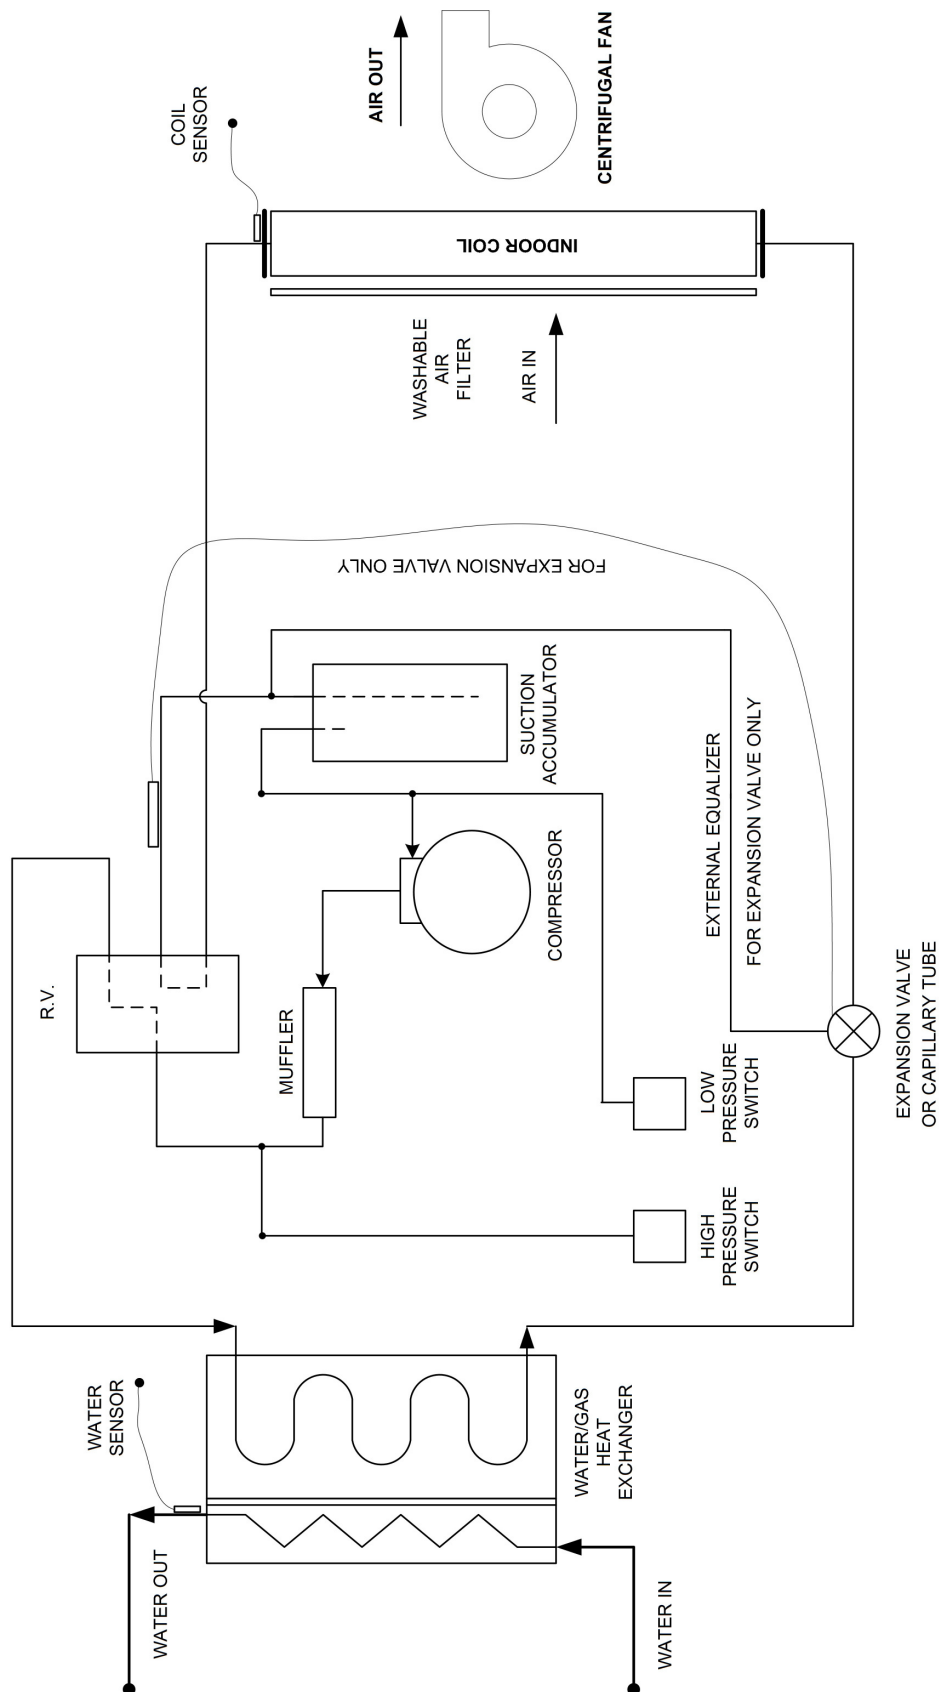 COIL
SENSOR
AIR OUT
CENTRIFUGAL FAN
INDOOR COIL
WASHABLE
AIR
FILTER
AIR IN
FOR EXPANSION VALVE ONLY
SUCTION
ACCUMULATOR
R.V.
MUFFLER
COMPRESSOR
EXTERNAL EQUALIZER
FOR EXPANSION VALVE ONLY
EXPANSION VALVE
OR CAPILLARY TUBE
LOW
PRESSURE
SWITCH
HIGH
PRESSURE
SWITCH
WATER
SENSOR
WATER/GAS
HEAT
EXCHANGER
WATER OUT
WATER IN